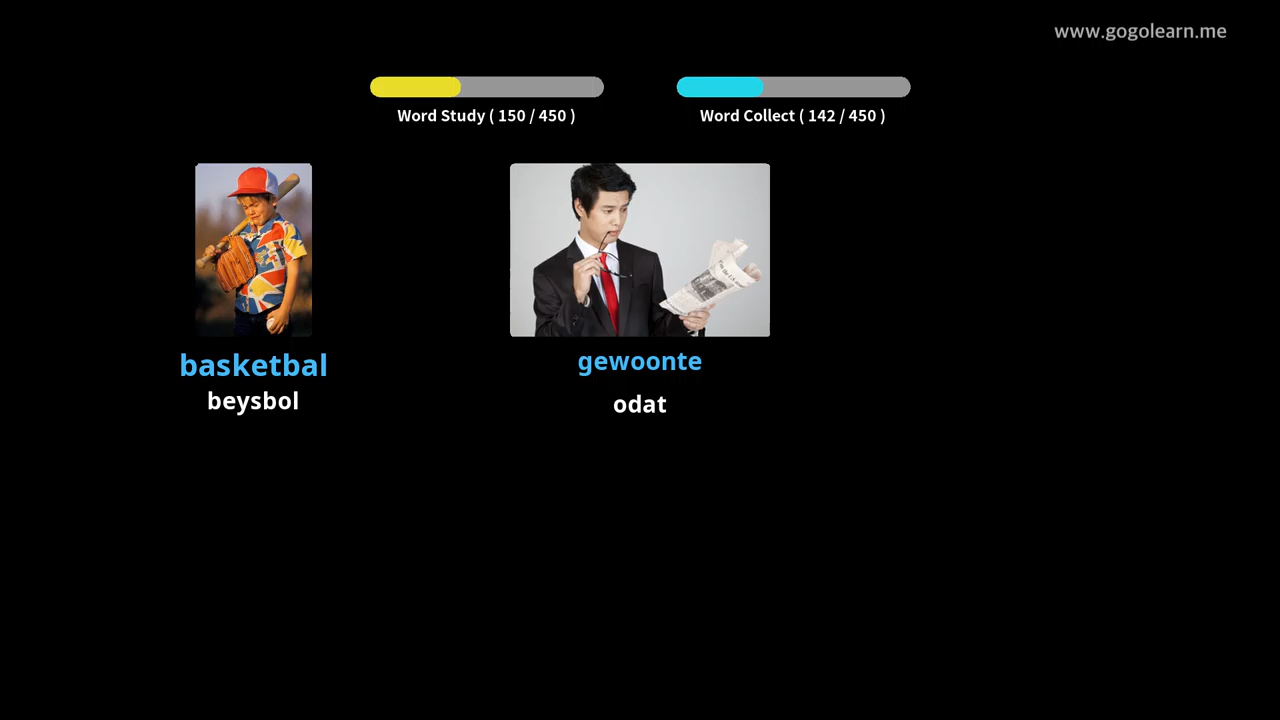 www.gogolearn.me
Word Study ( 150 / 450 )
Word Collect ( 142 / 450 )
basketbal
beysbol
gewoonte
odat